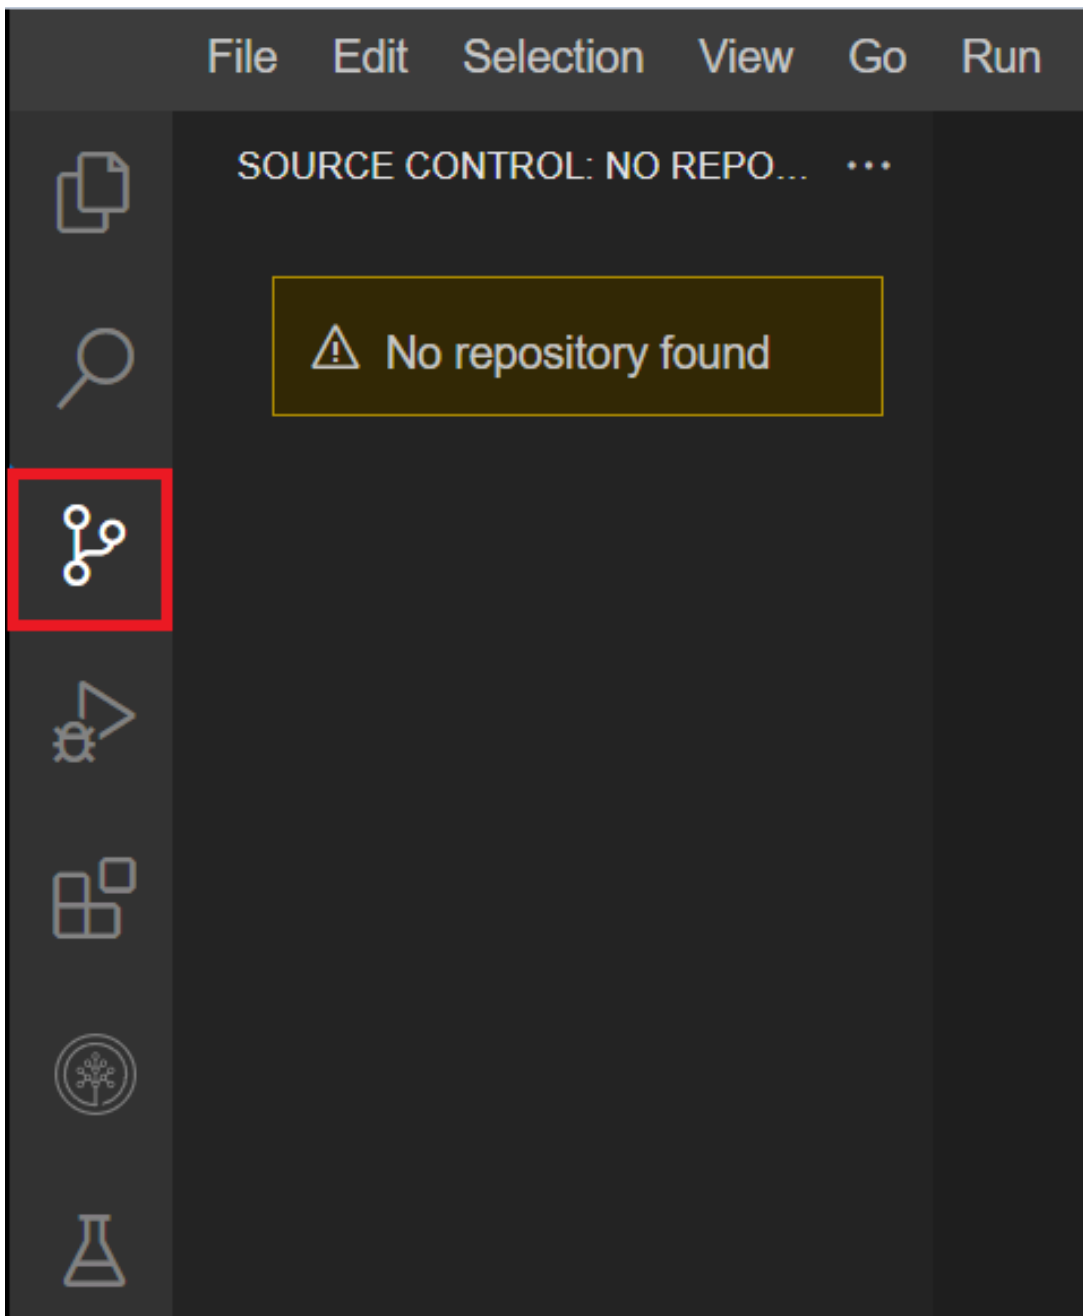 File Edit Selection View Go Run
SOURCE CONTROL: NO REPO... ...
No repository found